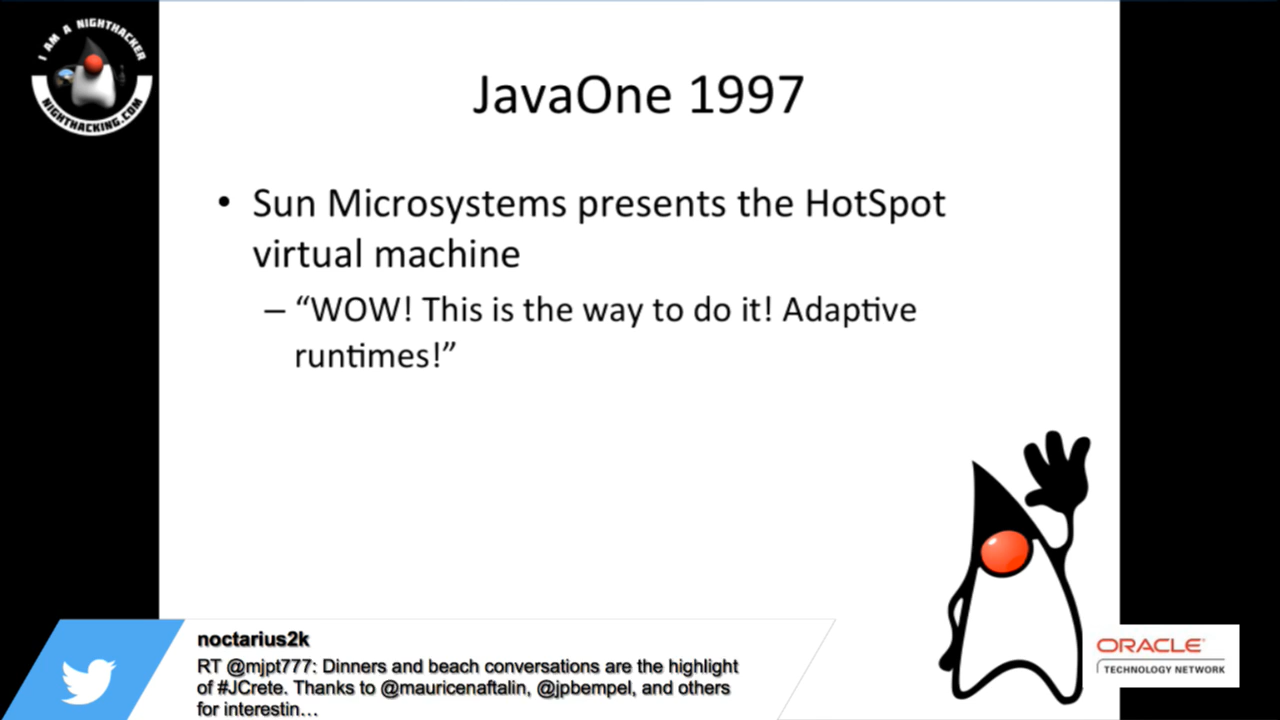 I AM A NIGHTHACKER
NIGHTHACKING.COM
JavaOne 1997
• Sun Microsystems presents the HotSpot
virtual machine
– “WOW! This is the way to do it! Adaptive
runtimes!”
noctarius2k
RT @mjpt777: Dinners and beach conversations are the highlight
of #JCrete. Thanks to @mauricenaftalin, @jpbempel, and others
for interestin…
ORACLE
TECHNOLOGY NETWORK